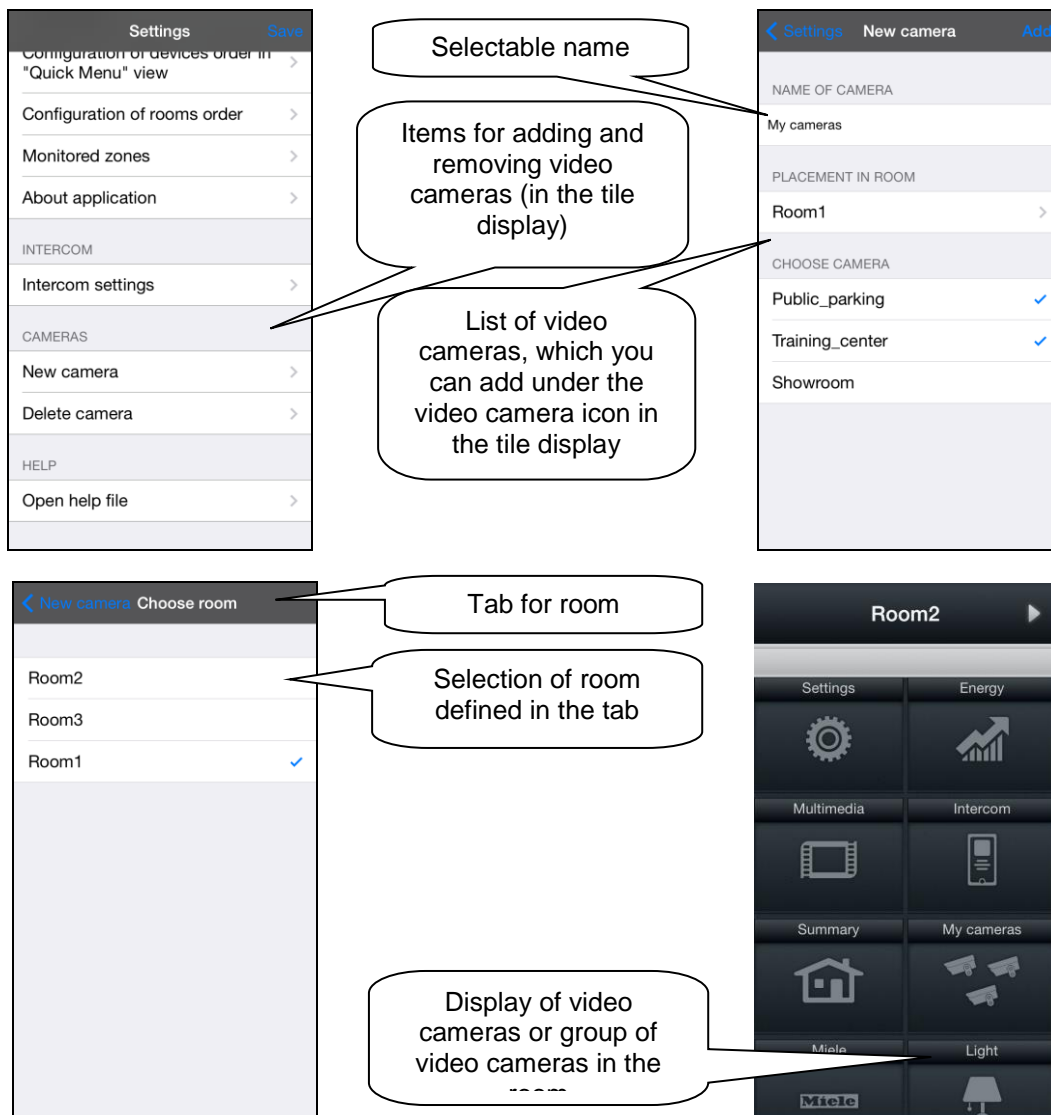 Settings
Save
Configuration of devices order in
"Quick Menu" view
Configuration of rooms order
Monitored zones
About application
INTERCOM
Intercom settings
CAMERAS
New camera
Delete camera
HELP
Open help file
Selectable name
Items for adding and
removing video
cameras (in the tile
display)
List of video
cameras, which you
can add under the
video camera icon in
the tile display
Settings
New camera
Add
NAME OF CAMERA
My cameras
PLACEMENT IN ROOM
Room1
CHOOSE CAMERA
Public_parking
Training_center
Showroom
New camera
Choose room
Room2
Room3
Room1
Tab for room
Selection of room
defined in the tab
Display of video
cameras or group of
video cameras in the
room
Room2
Settings
Energy
Multimedia
Intercom
Summary
My cameras
Miele
Light
Miele